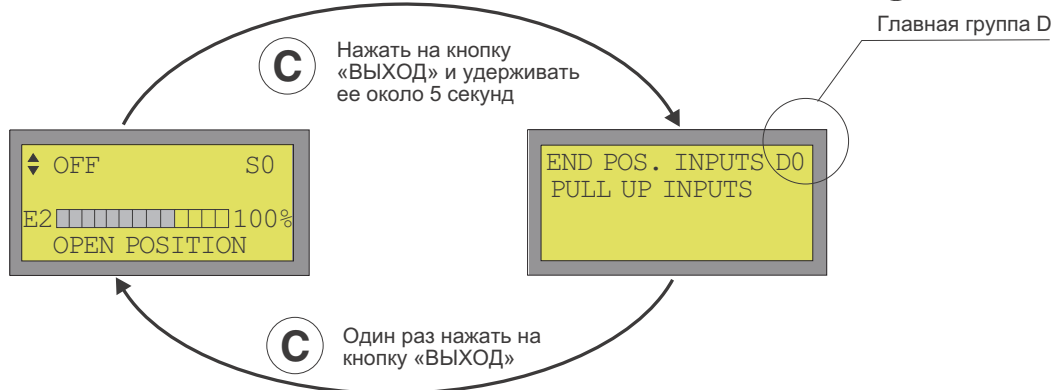 Главная группа D
C
Нажать на кнопку
«ВЫХОД» и удерживать
ее около 5 секунд
OFF S0
E2 100%
OPEN POSITION
END POS. INPUTS D0
PULL UP INPUTS
C
Один раз нажать на
кнопку «ВЫХОД»